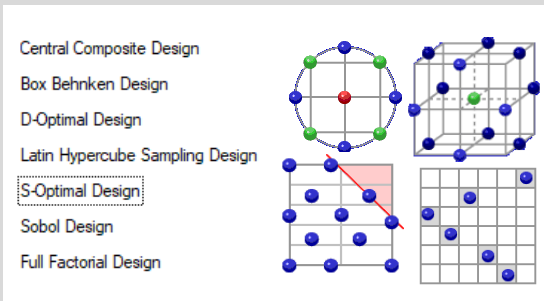 Central Composite Design
Box Behnken Design
D-Optimal Design
Latin Hypercube Sampling Design
S-Optimal Design
Sobol Design
Full Factorial Design